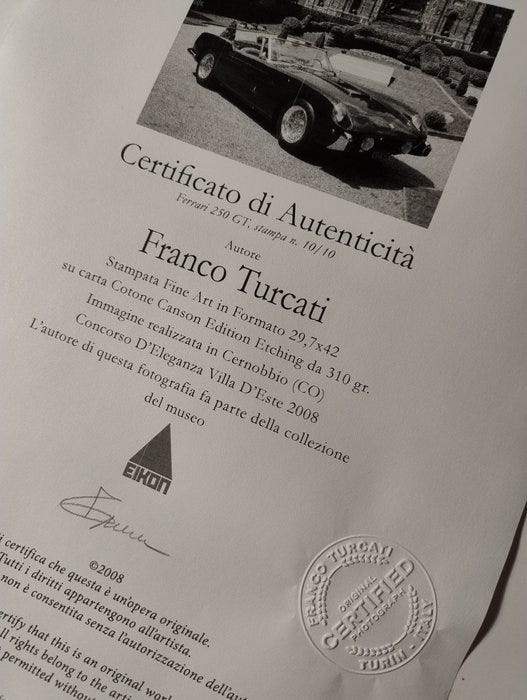 Certificato di Autenticità
Ferrari 250 GT, stampa n. 10/10
Autore
Franco Turcati
Stampata Fine Art in Formato 29,7x42
su carta Cotone Canson Edition Etching da 310 gr.
Immagine realizzata in Cernobbio (CO)
Concorso D'Eleganza Villa D'Este 2008
L'autore di questa fotografia fa parte della collezione
del museo
EIKON
©2008
i certifica che questa è un'opera originale.
Tutti i diritti appartengono all'artista.
non è consentita senza l'autorizzazione dell'aut
ertify that this is an original work
ll rights belong to the arti
permitted withou
FRANCO TURCATI
ORIGINAL
CERTIFIED
PHOTOGRAPH
TURIN - ITALY